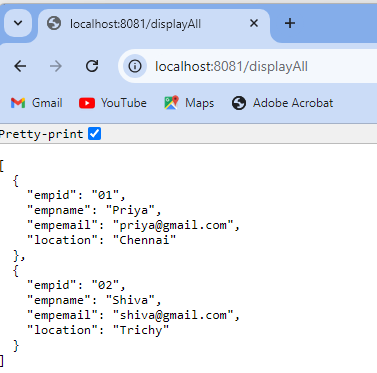 localhost:8081/displayAll
localhost:8081/displayAll
Gmail YouTube Maps Adobe Acrobat
Pretty-print
[
  {
    "empid": "01",
    "empname": "Priya",
    "empemail": "priya@gmail.com",
    "location": "Chennai"
  },
  {
    "empid": "02",
    "empname": "Shiva",
    "empemail": "shiva@gmail.com",
    "location": "Trichy"
  }
]